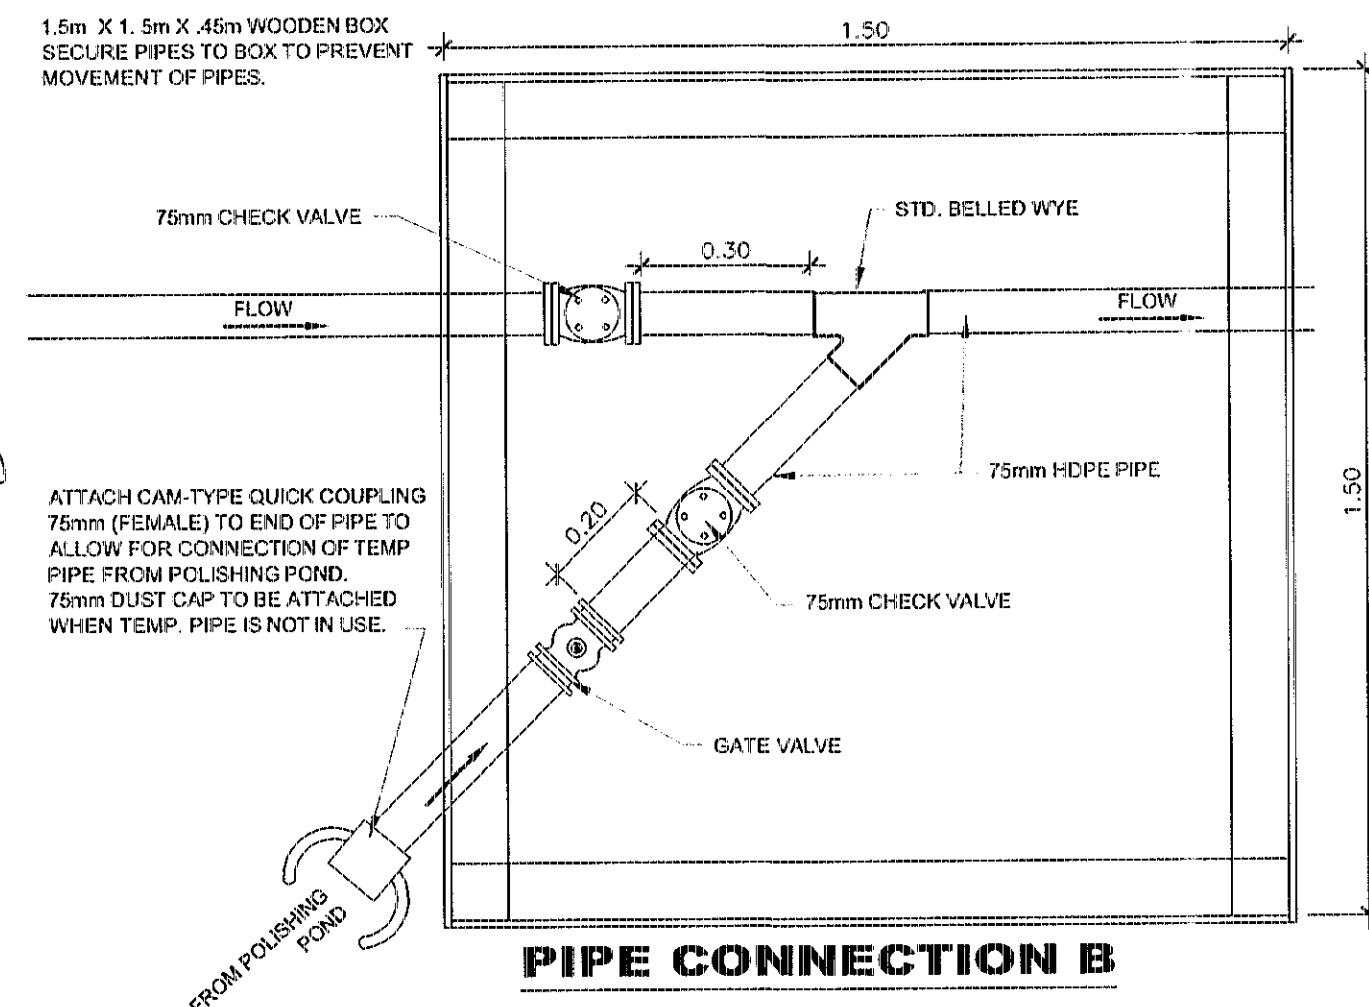 1.5m X 1. 5m X .45m WOODEN BOX
SECURE PIPES TO BOX TO PREVENT
MOVEMENT OF PIPES.
1.50
75mm CHECK VALVE
STD. BELLED WYE
0.30
FLOW
FLOW
75mm HDPE PIPE
1.50
ATTACH CAM-TYPE QUICK COUPLING
75mm (FEMALE) TO END OF PIPE TO
ALLOW FOR CONNECTION OF TEMP
PIPE FROM POLISHING POND.
75mm DUST CAP TO BE ATTACHED
WHEN TEMP. PIPE IS NOT IN USE.
0.20
75mm CHECK VALVE
GATE VALVE
FROM POLISHING
POND
PIPE CONNECTION B